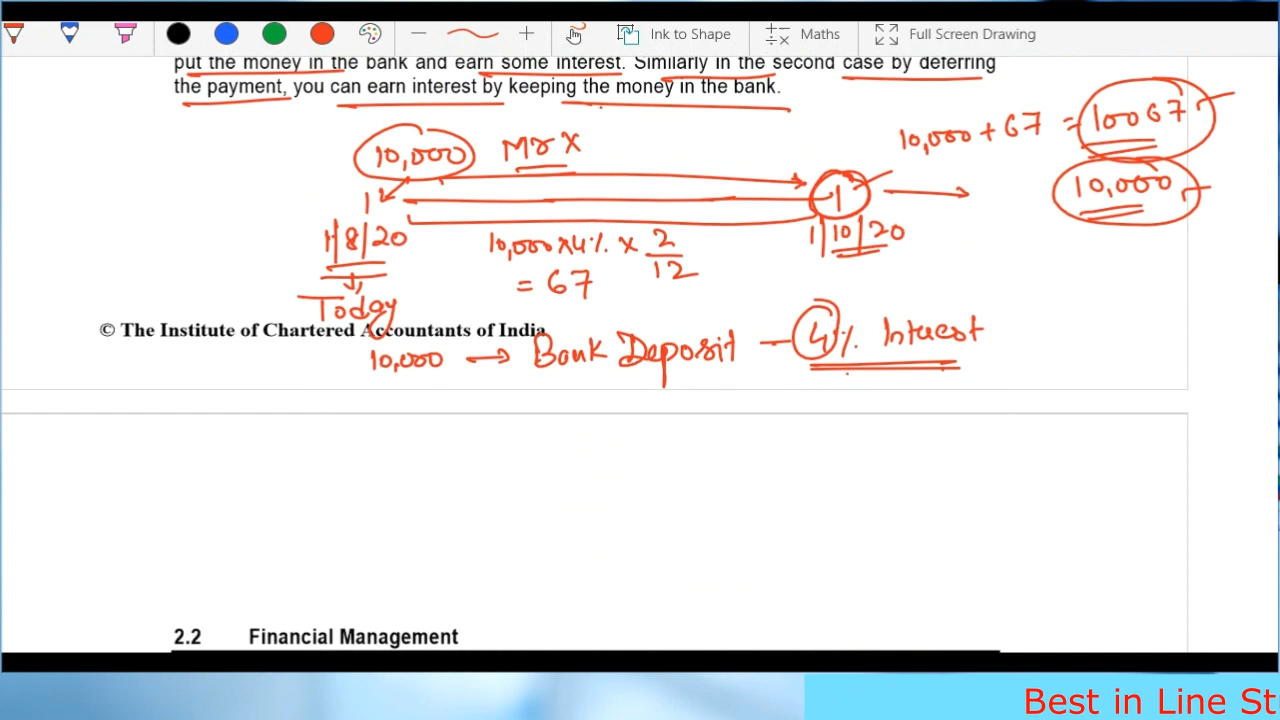 Ink to Shape Maths Full Screen Drawing
put the money in the bank and earn some interest. Similarly in the second case by deferring
the payment, you can earn interest by keeping the money in the bank.
10,000 Mr X 10,000 + 67 = 10067
10,000
1 1
1/8/20 10,000 x 4% x 2/12 1/10/20
= 67
Today
© The Institute of Chartered Accountants of India
10,000 → Bank Deposit - 4% Interest
2.2 Financial Management
Best in Line St